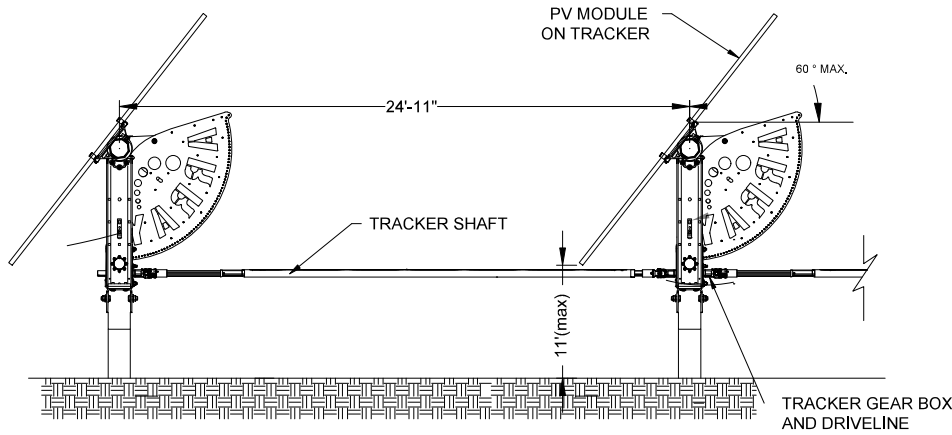 PV MODULE
ON TRACKER
60 ° MAX.
24'-11"
ARRAY
ARRAY
TRACKER SHAFT
11'(max)
TRACKER GEAR BOX
AND DRIVELINE